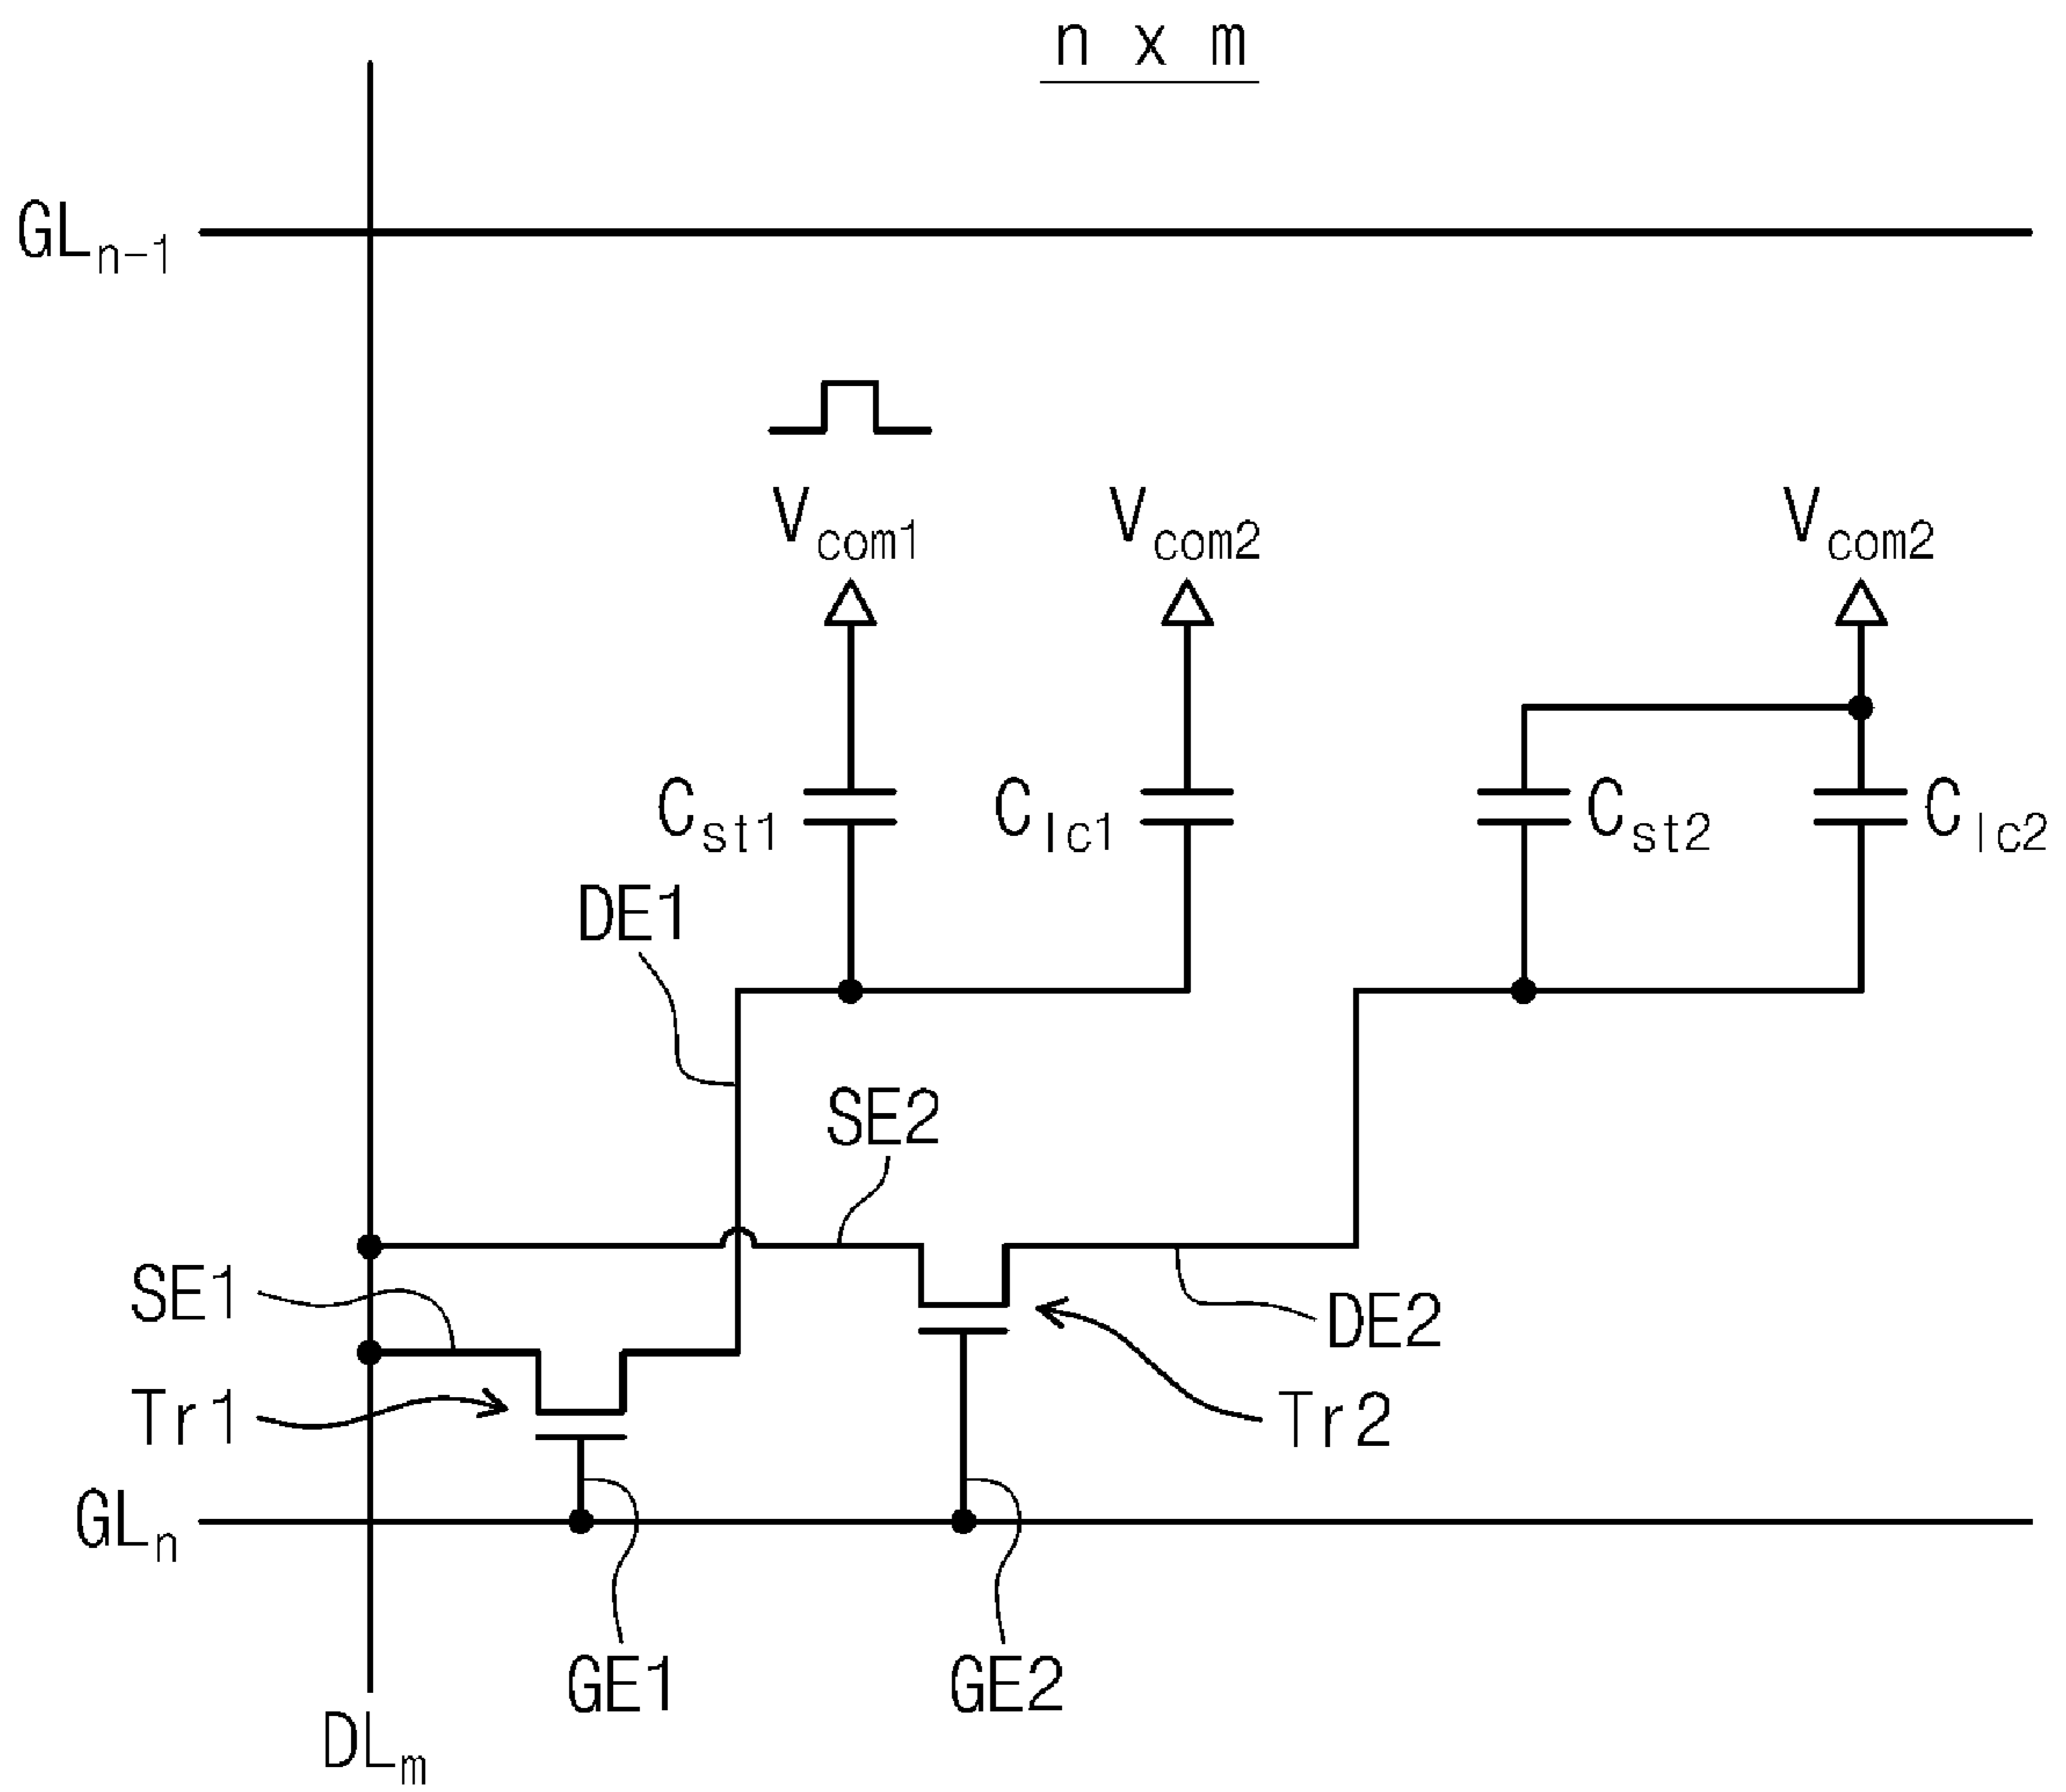 n x m
GLn-1
Vcom1 Vcom2 Vcom2
Cst1 Clc1 Cst2 Clc2
DE1
SE2
SE1
DE2
Tr1
Tr2
GLn
GE1 GE2
DLm